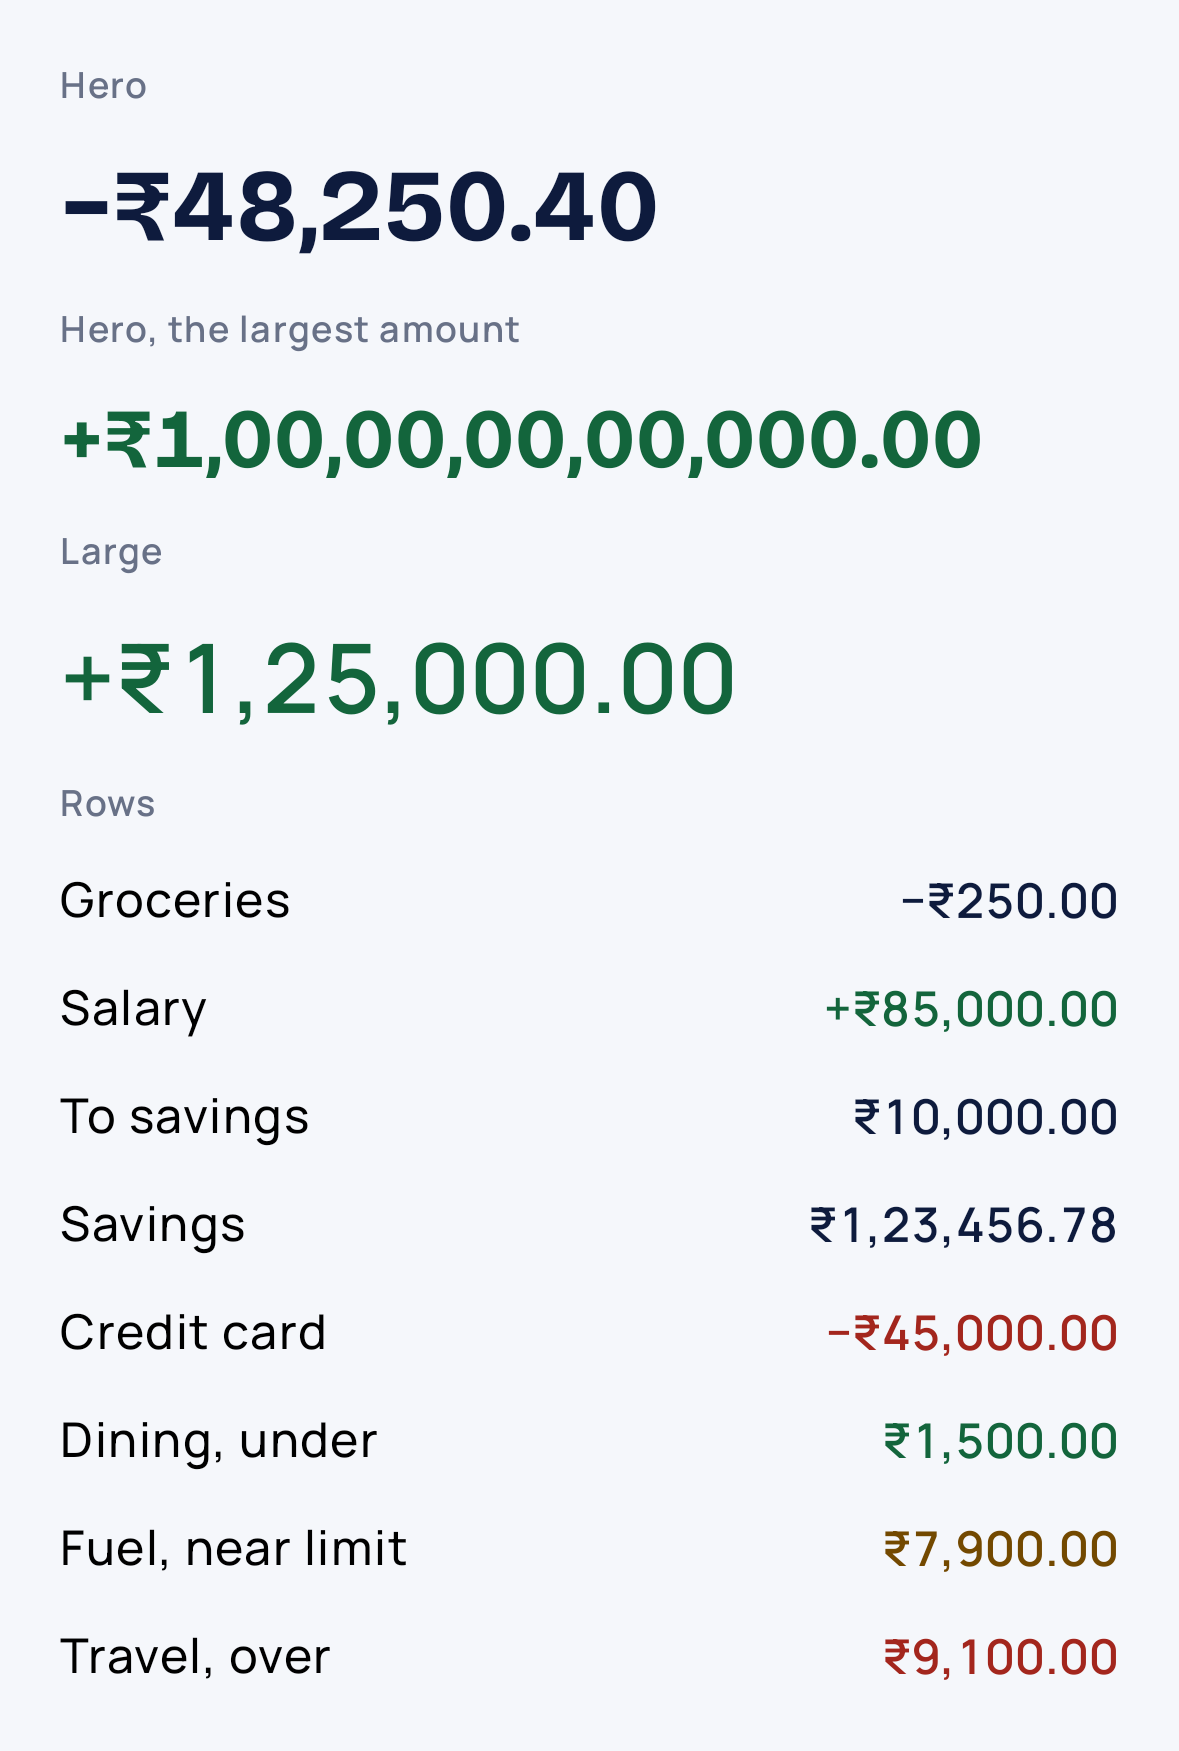 Hero
−₹48,250.40
Hero, the largest amount
+₹1,00,00,00,00,000.00
Large
+₹1,25,000.00
Rows
Groceries −₹250.00
Salary +₹85,000.00
To savings ₹10,000.00
Savings ₹1,23,456.78
Credit card −₹45,000.00
Dining, under ₹1,500.00
Fuel, near limit ₹7,900.00
Travel, over ₹9,100.00